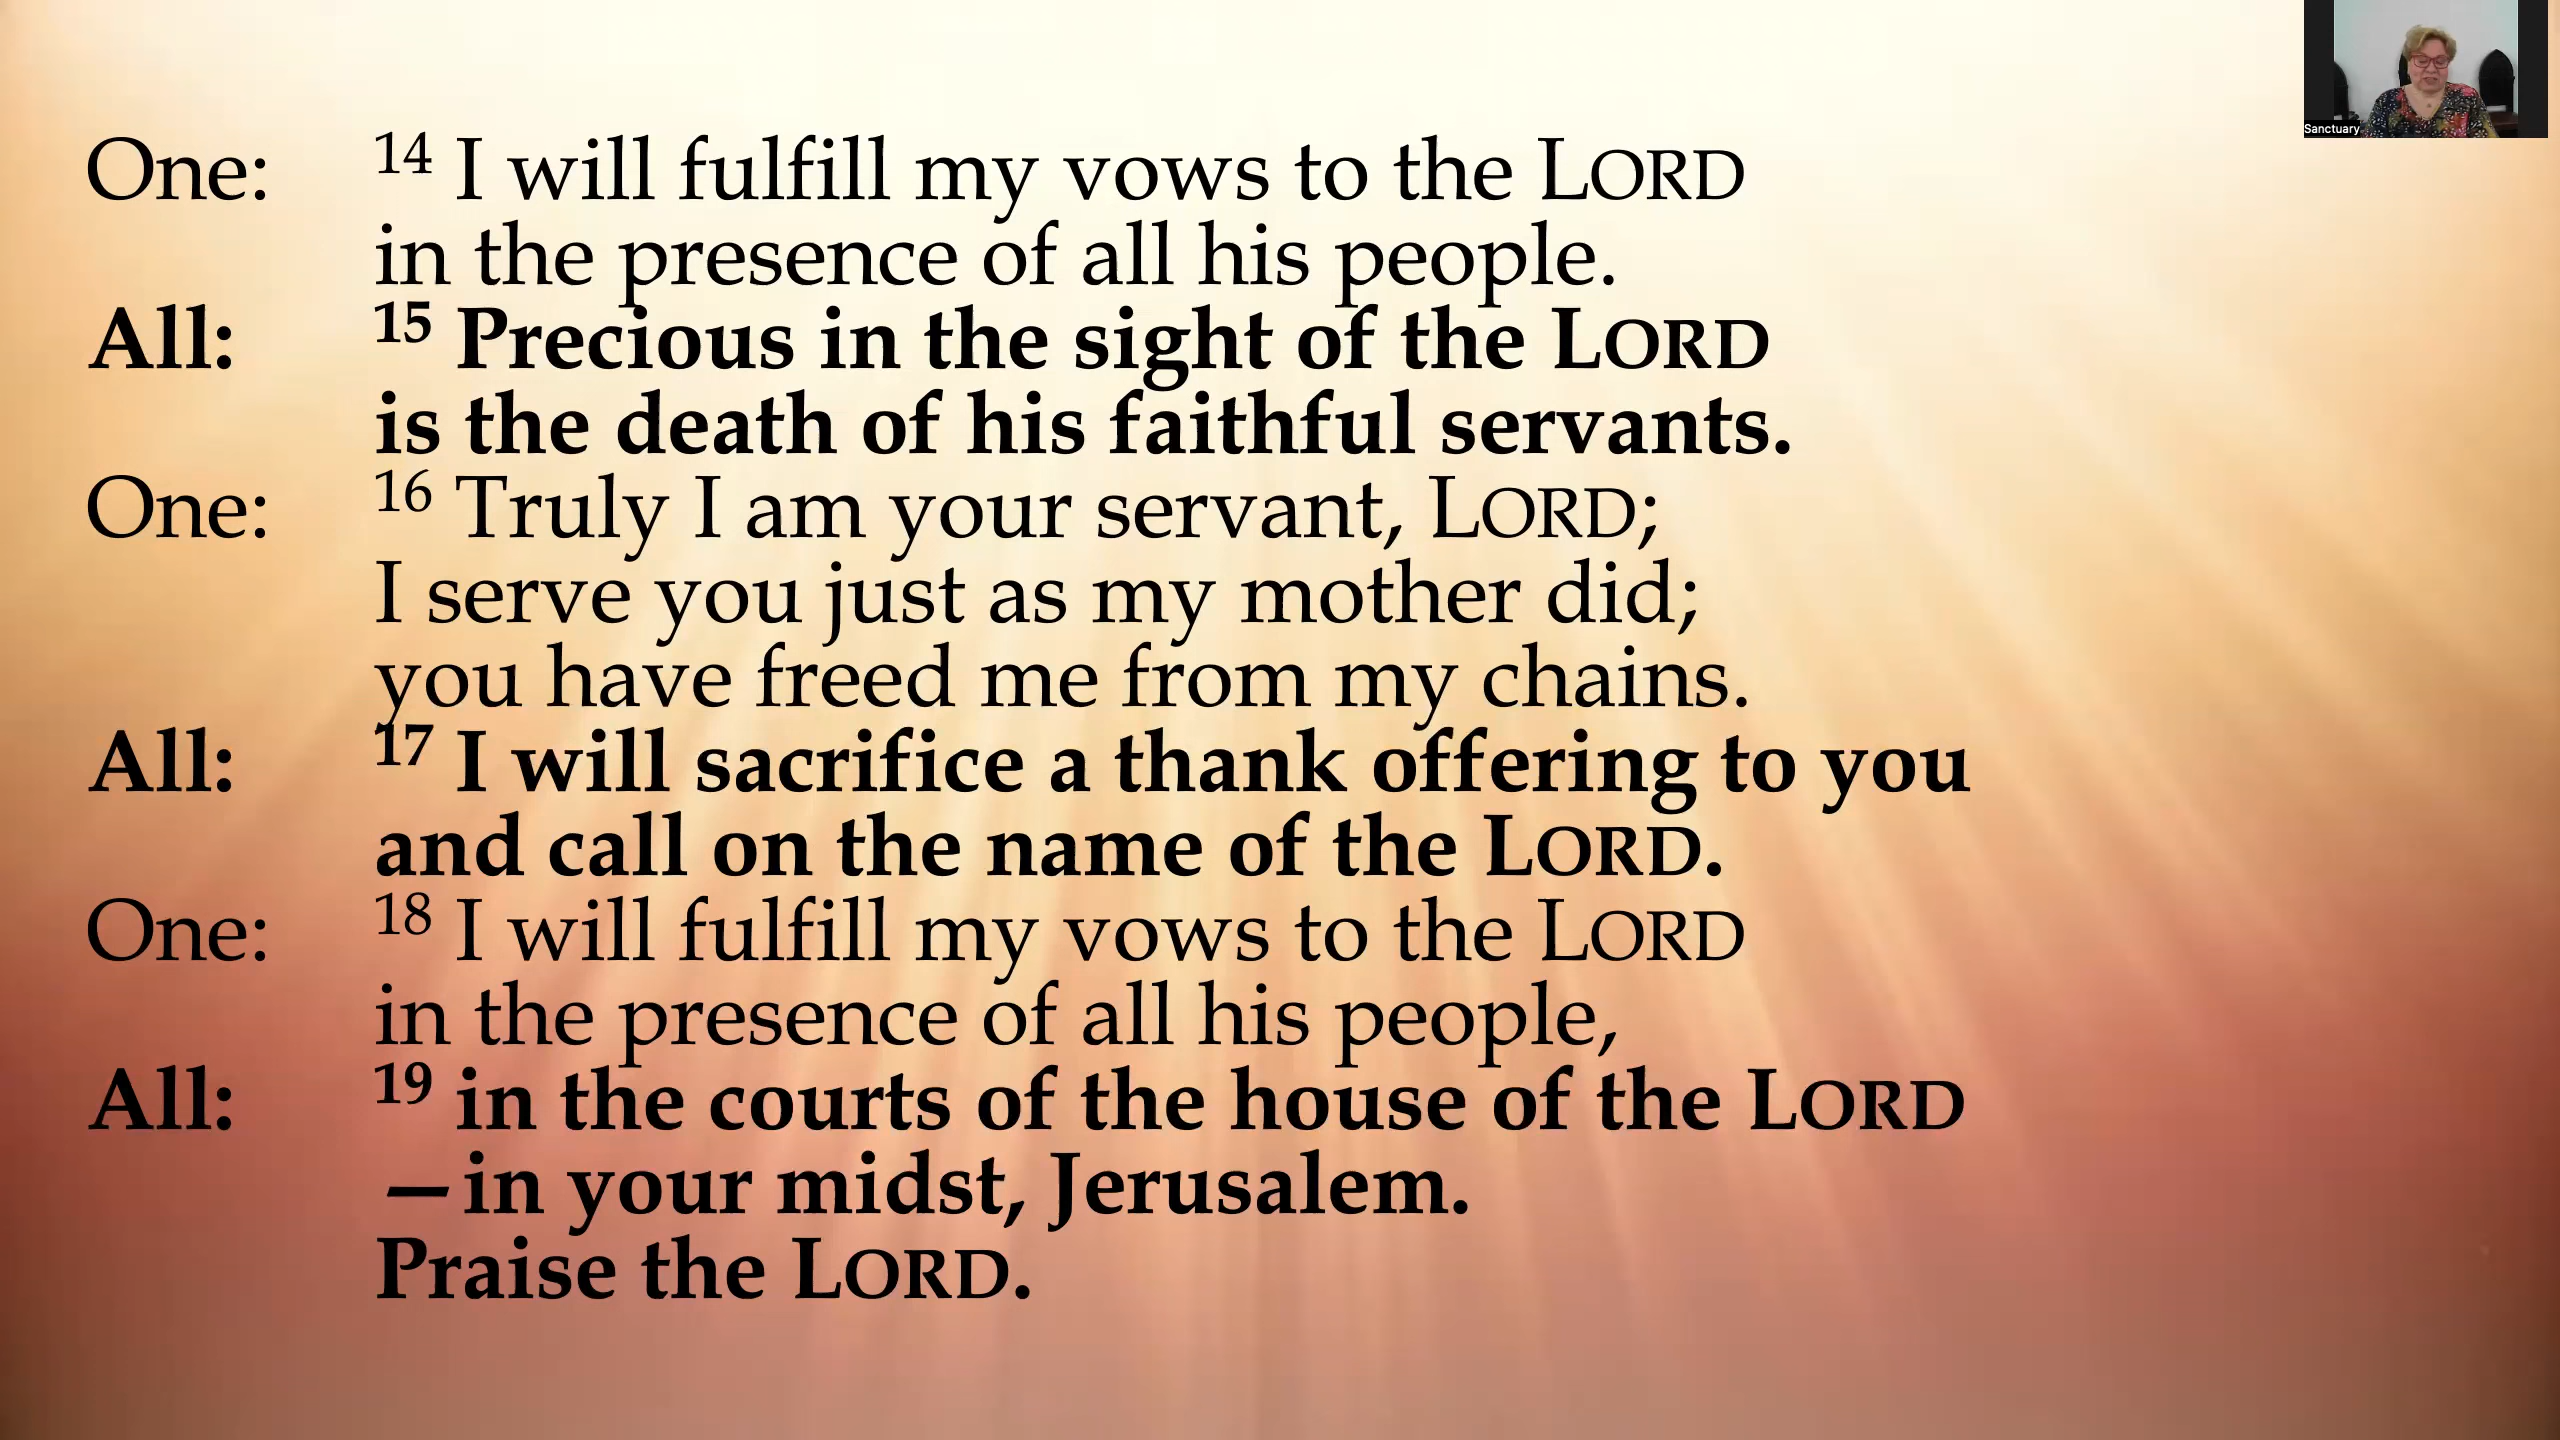 One: 14 I will fulfill my vows to the LORD
in the presence of all his people.
All: 15 Precious in the sight of the LORD
is the death of his faithful servants.
One: 16 Truly I am your servant, LORD;
I serve you just as my mother did;
you have freed me from my chains.
All: 17 I will sacrifice a thank offering to you
and call on the name of the LORD.
One: 18 I will fulfill my vows to the LORD
in the presence of all his people,
All: 19 in the courts of the house of the LORD
—in your midst, Jerusalem.
Praise the LORD.
Sanctuary